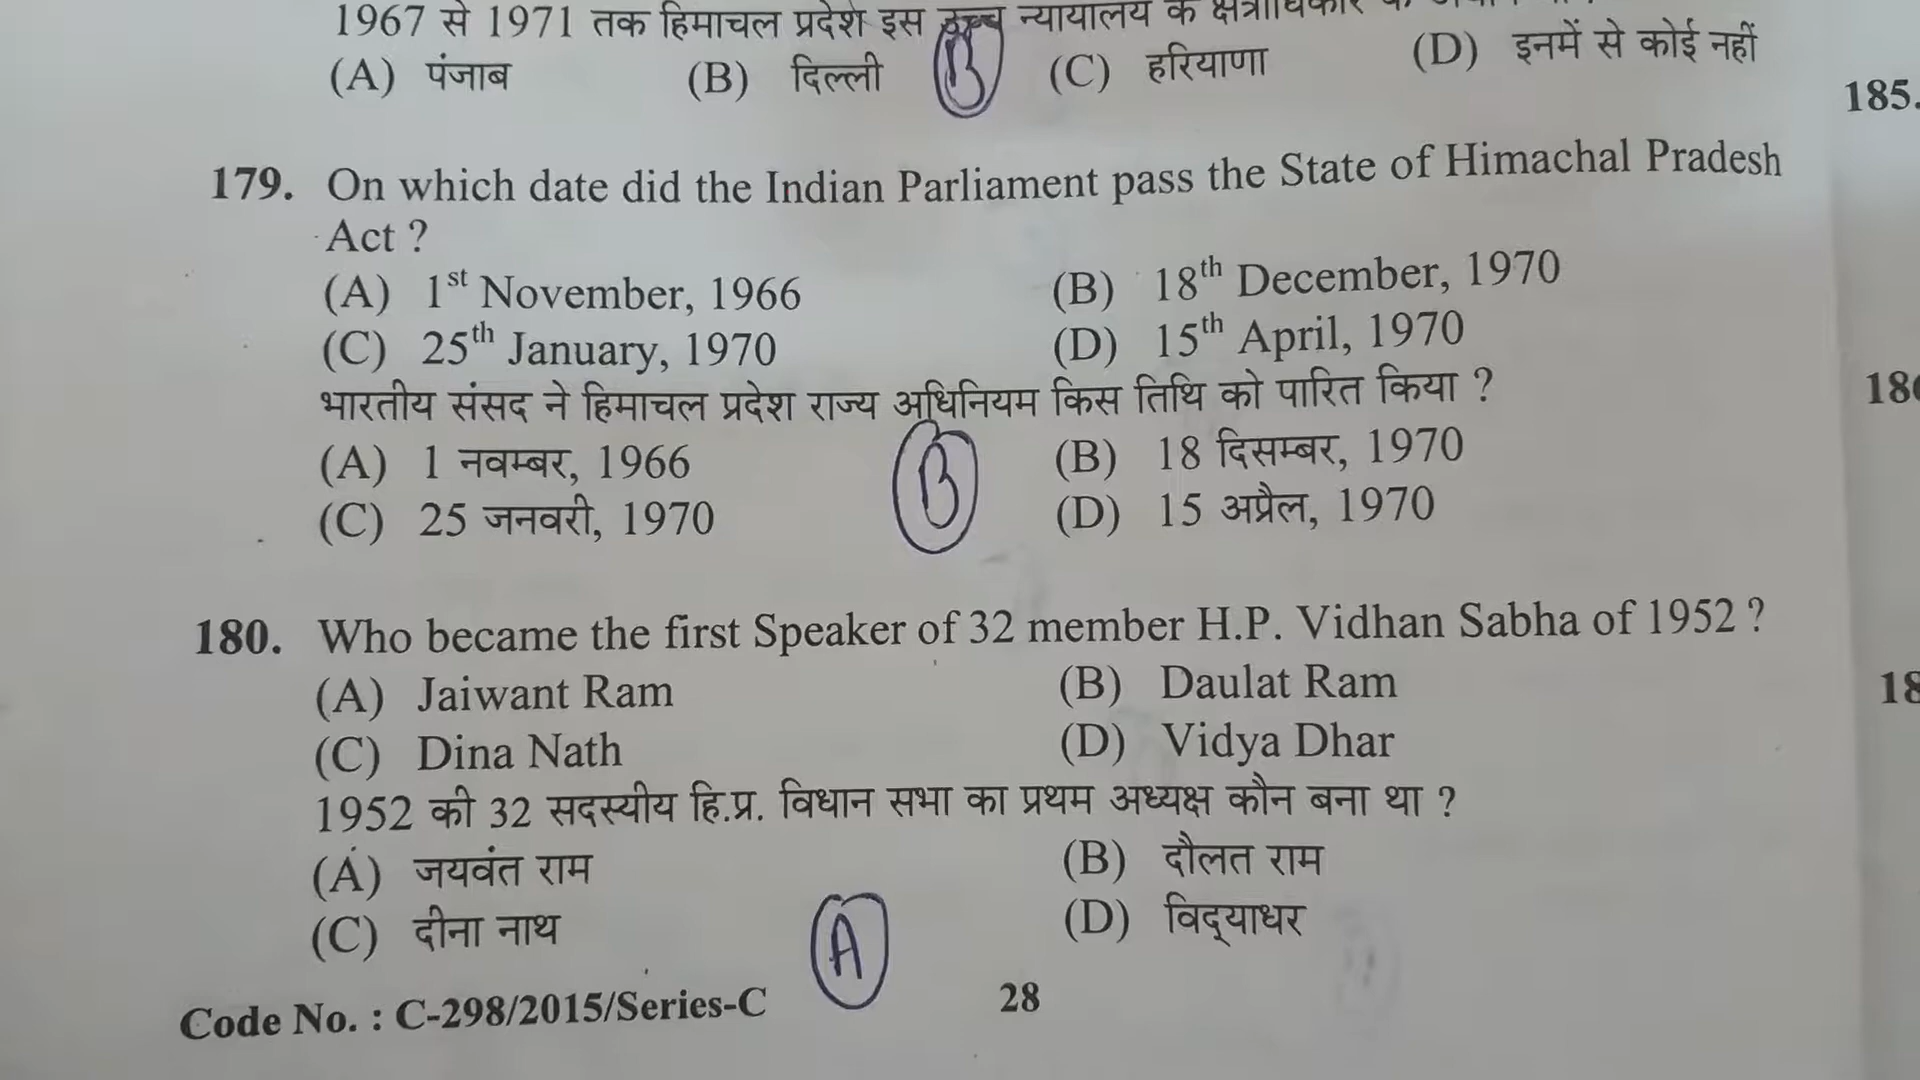 1967 से 1971 तक हिमाचल प्रदेश इस उच्च न्यायालय के क्षेत्राधिकार
(A) पंजाब (B) दिल्ली B (C) हरियाणा (D) इनमें से कोई नहीं
185.
179. On which date did the Indian Parliament pass the State of Himachal Pradesh
Act ?
(A) 1st November, 1966 (B) 18th December, 1970
(C) 25th January, 1970 (D) 15th April, 1970
भारतीय संसद ने हिमाचल प्रदेश राज्य अधिनियम किस तिथि को पारित किया ?
(A) 1 नवम्बर, 1966 (B) 18 दिसम्बर, 1970
B
(C) 25 जनवरी, 1970 (D) 15 अप्रैल, 1970
180. Who became the first Speaker of 32 member H.P. Vidhan Sabha of 1952 ?
(A) Jaiwant Ram (B) Daulat Ram
(C) Dina Nath (D) Vidya Dhar
1952 की 32 सदस्यीय हि.प्र. विधान सभा का प्रथम अध्यक्ष कौन बना था ?
(A) जयवंत राम (B) दौलत राम
(C) दीना नाथ (D) विद्याधर
A
Code No. : C-298/2015/Series-C 28